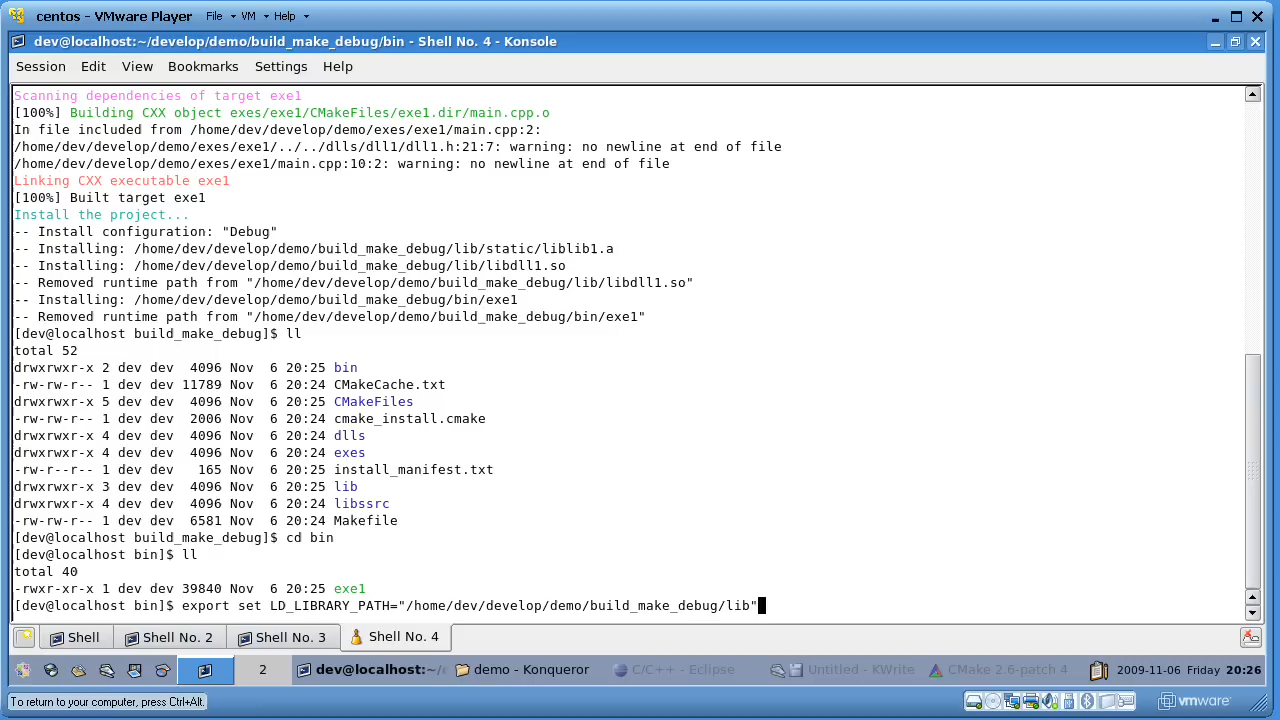 centos - VMware Player File VM Help
dev@localhost:~/develop/demo/build_make_debug/bin - Shell No. 4 - Konsole
Session Edit View Bookmarks Settings Help
Scanning dependencies of target exe1
[100%] Building CXX object exes/exe1/CMakeFiles/exe1.dir/main.cpp.o
In file included from /home/dev/develop/demo/exes/exe1/main.cpp:2:
/home/dev/develop/demo/exes/exe1/../../dlls/dll1/dll1.h:21:7: warning: no newline at end of file
/home/dev/develop/demo/exes/exe1/main.cpp:10:2: warning: no newline at end of file
Linking CXX executable exe1
[100%] Built target exe1
Install the project...
-- Install configuration: "Debug"
-- Installing: /home/dev/develop/demo/build_make_debug/lib/static/liblib1.a
-- Installing: /home/dev/develop/demo/build_make_debug/lib/libdll1.so
-- Removed runtime path from "/home/dev/develop/demo/build_make_debug/lib/libdll1.so"
-- Installing: /home/dev/develop/demo/build_make_debug/bin/exe1
-- Removed runtime path from "/home/dev/develop/demo/build_make_debug/bin/exe1"
[dev@localhost build_make_debug]$ ll
total 52
drwxrwxr-x 2 dev dev  4096 Nov  6 20:25 bin
-rw-rw-r-- 1 dev dev 11789 Nov  6 20:24 CMakeCache.txt
drwxrwxr-x 5 dev dev  4096 Nov  6 20:25 CMakeFiles
-rw-rw-r-- 1 dev dev  2006 Nov  6 20:24 cmake_install.cmake
drwxrwxr-x 4 dev dev  4096 Nov  6 20:24 dlls
drwxrwxr-x 4 dev dev  4096 Nov  6 20:24 exes
-rw-r--r-- 1 dev dev   165 Nov  6 20:25 install_manifest.txt
drwxrwxr-x 3 dev dev  4096 Nov  6 20:25 lib
drwxrwxr-x 4 dev dev  4096 Nov  6 20:24 libssrc
-rw-rw-r-- 1 dev dev  6581 Nov  6 20:24 Makefile
[dev@localhost build_make_debug]$ cd bin
[dev@localhost bin]$ ll
total 40
-rwxr-xr-x 1 dev dev 39840 Nov  6 20:25 exe1
[dev@localhost bin]$ export set LD_LIBRARY_PATH="/home/dev/develop/demo/build_make_debug/lib"
Shell Shell No. 2 Shell No. 3 Shell No. 4
2 dev@localhost:~/ demo - Konqueror C/C++ - Eclipse Untitled - KWrite CMake 2.6-patch 4 2009-11-06 Friday 20:26
To return to your computer, press Ctrl+Alt. vmware